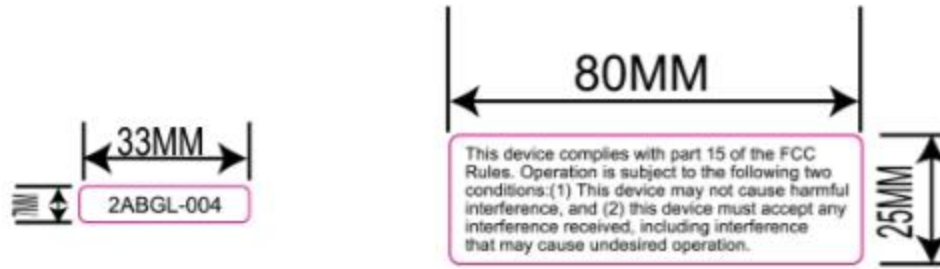 80MM
33MM
7MM
2ABGL-004
This device complies with part 15 of the FCC
Rules. Operation is subject to the following two
conditions:(1) This device may not cause harmful
interference, and (2) this device must accept any
interference received, including interference
that may cause undesired operation.
25MM